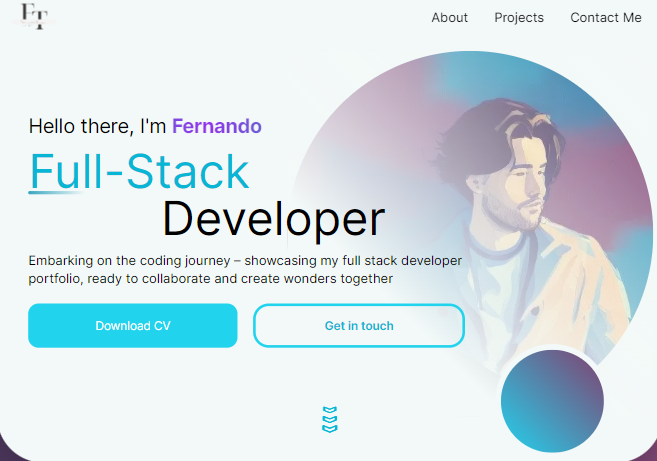 FT
About Projects Contact Me
Hello there, I'm Fernando
Full-Stack
Developer
Embarking on the coding journey – showcasing my full stack developer
portfolio, ready to collaborate and create wonders together
Download CV Get in touch